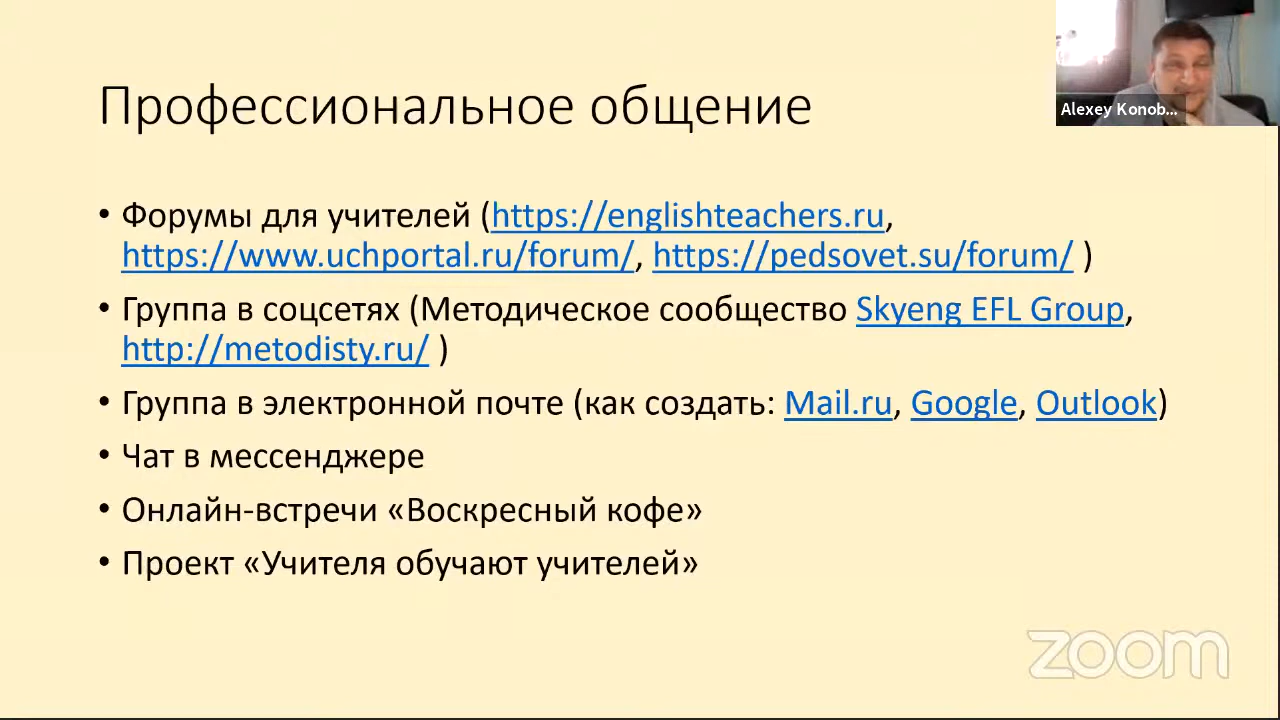 Профессиональное общение
Alexey Konob...
• Форумы для учителей (https://englishteachers.ru,
https://www.uchportal.ru/forum/, https://pedsovet.su/forum/ )
• Группа в соцсетях (Методическое сообщество Skyeng EFL Group,
http://metodisty.ru/ )
• Группа в электронной почте (как создать: Mail.ru, Google, Outlook)
• Чат в мессенджере
• Онлайн-встречи «Воскресный кофе»
• Проект «Учителя обучают учителей»
zoom